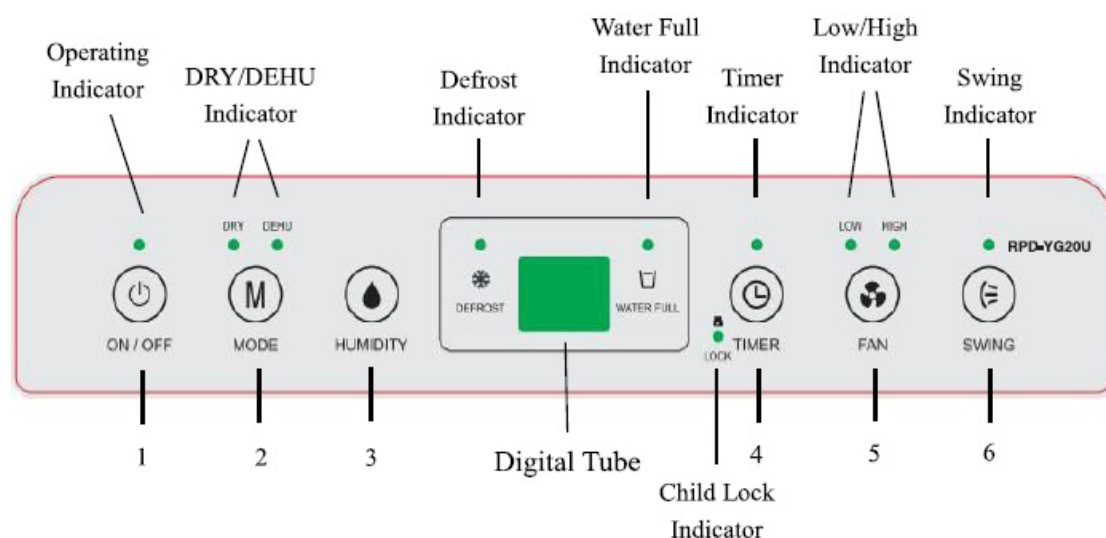 Operating
Indicator
DRY/DEHU
Indicator
Defrost
Indicator
Water Full
Indicator
Timer
Indicator
Low/High
Indicator
Swing
Indicator
DRY DEHU
LOW HIGH
RPD-YG20U
M
DEFROST
WATER FULL
LOCK
ON / OFF
MODE
HUMIDITY
TIMER
FAN
SWING
1
2
3
Digital Tube
4
5
6
Child Lock
Indicator